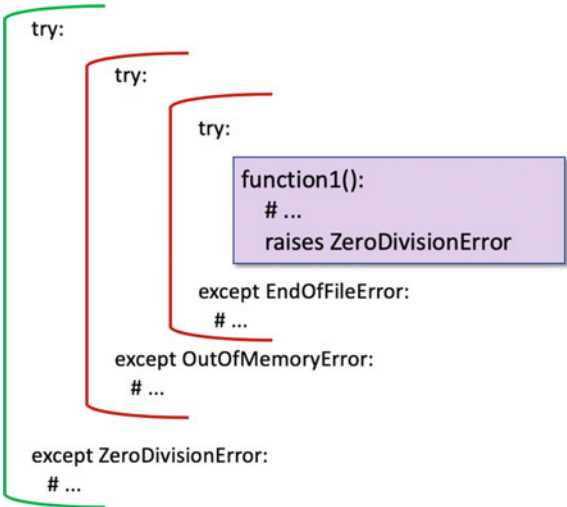 try:
try:
try:
function1():
# ...
raises ZeroDivisionError
except EndOfFileError:
# ...
except OutOfMemoryError:
# ...
except ZeroDivisionError:
# ...